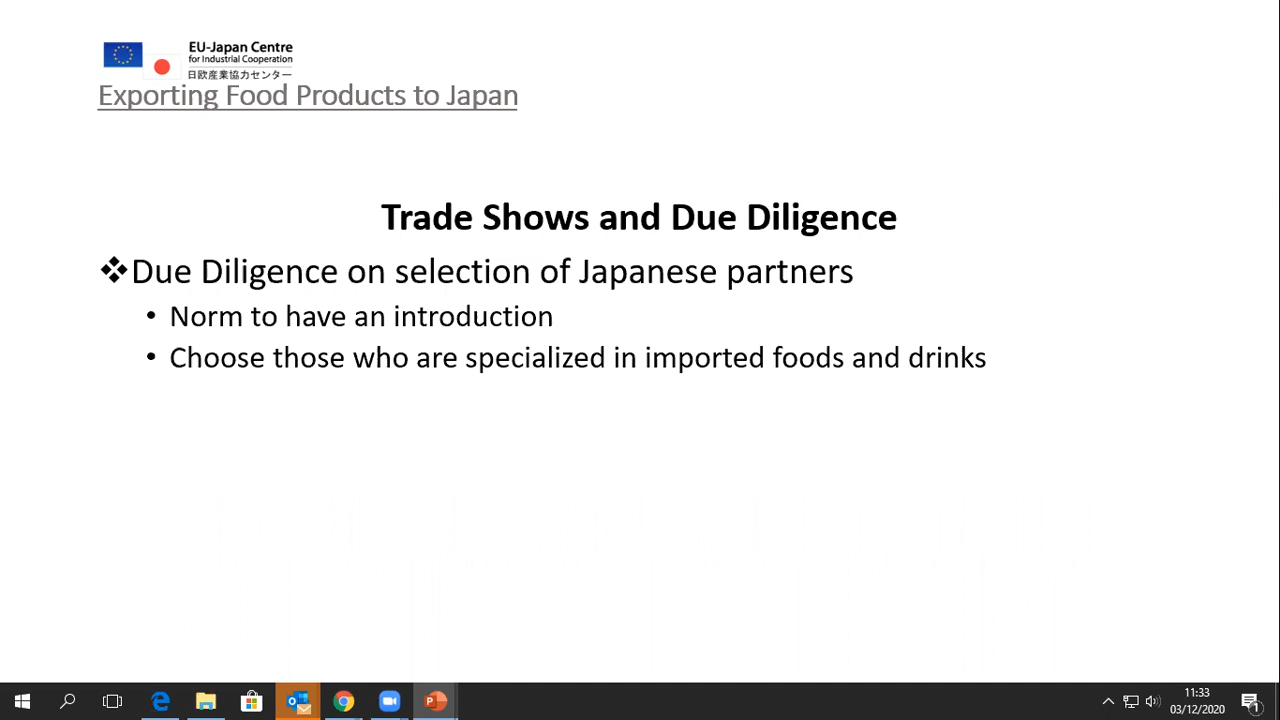 EU-Japan Centre
for Industrial Cooperation
日欧産業協力センター
Exporting Food Products to Japan
Trade Shows and Due Diligence
❖Due Diligence on selection of Japanese partners
• Norm to have an introduction
• Choose those who are specialized in imported foods and drinks
11:33
03/12/2020
1